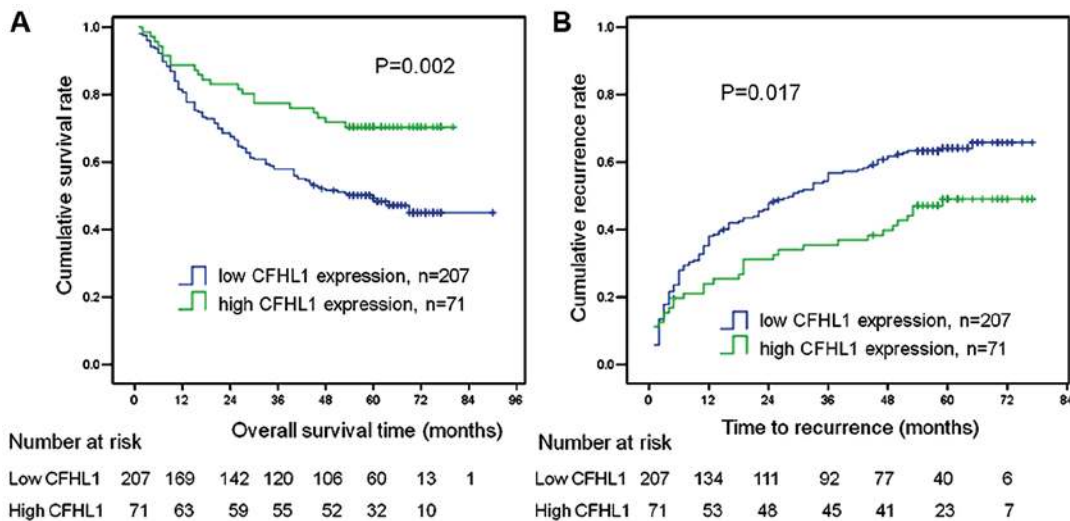 A
Cumulative survival rate
1.0
0.8
0.6
0.4
0.2
0.0
P=0.002
low CFHL1 expression, n=207
high CFHL1 expression, n=71
0 12 24 36 48 60 72 84 96
Overall survival time (months)
Number at risk
Low CFHL1 207 169 142 120 106 60 13 1
High CFHL1 71 63 59 55 52 32 10
B
Cumulative recurrence rate
1.0
0.8
0.6
0.4
0.2
0.0
P=0.017
low CFHL1 expression, n=207
high CFHL1 expression, n=71
0 12 24 36 48 60 72 84
Time to recurrence (months)
Number at risk
Low CFHL1 207 134 111 92 77 40 6
High CFHL1 71 53 48 45 41 23 7